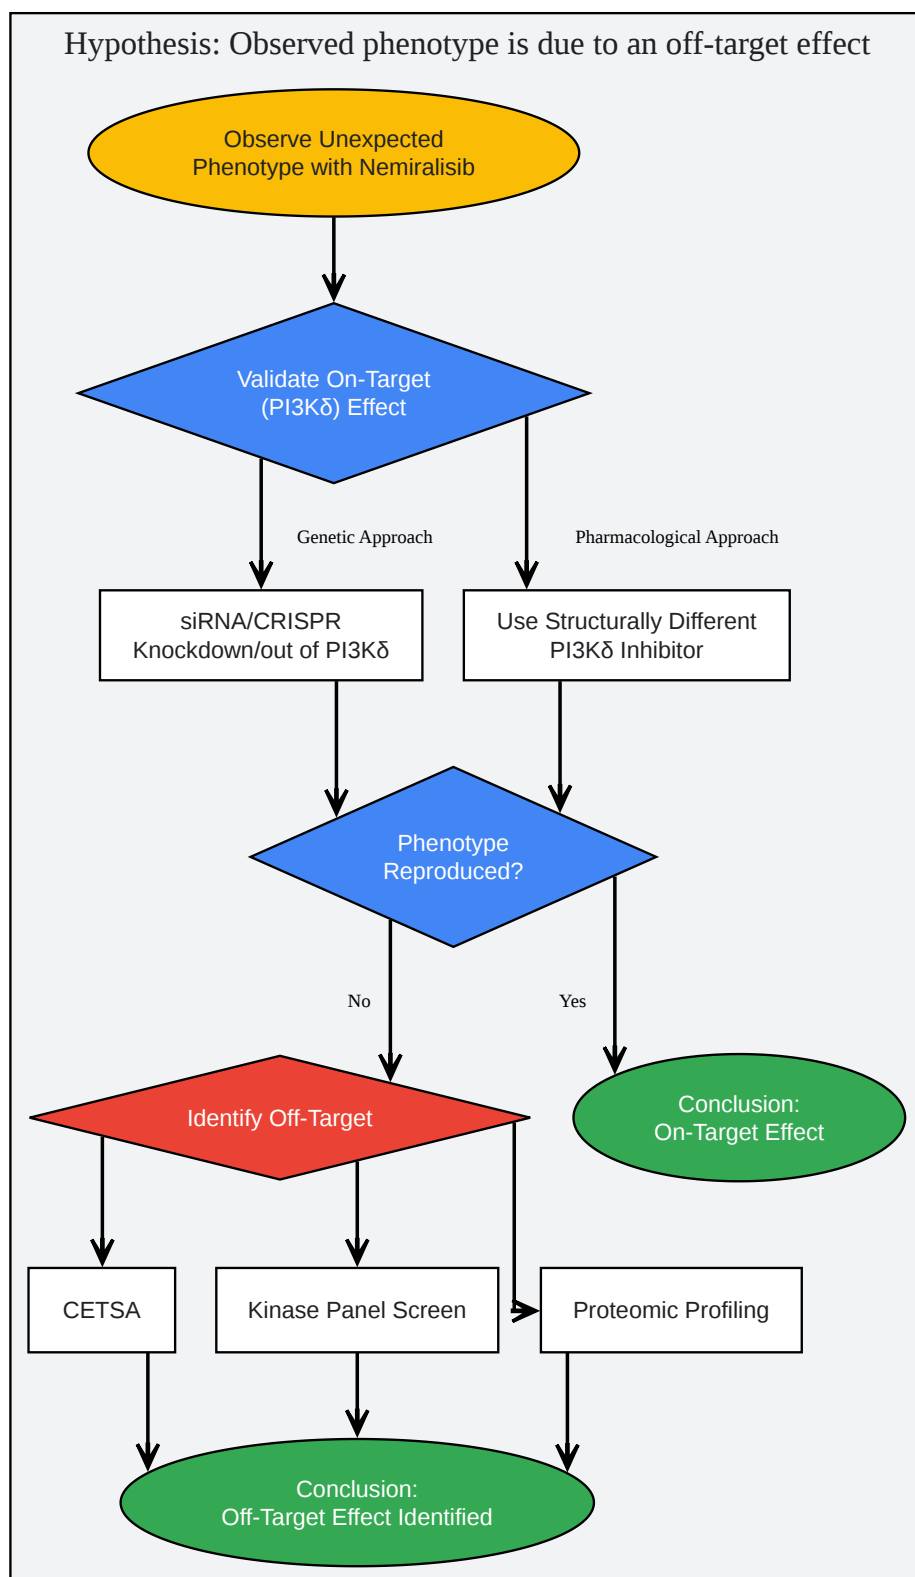 Hypothesis: Observed phenotype is due to an off-target effect
Observe Unexpected
Phenotype with Nemiralisib
Validate On-Target
(PI3Kδ) Effect
Genetic Approach
Pharmacological Approach
siRNA/CRISPR
Knockdown/out of PI3Kδ
Use Structurally Different
PI3Kδ Inhibitor
Phenotype
Reproduced?
No
Yes
Identify Off-Target
Conclusion:
On-Target Effect
CETSA
Kinase Panel Screen
Proteomic Profiling
Conclusion:
Off-Target Effect Identified